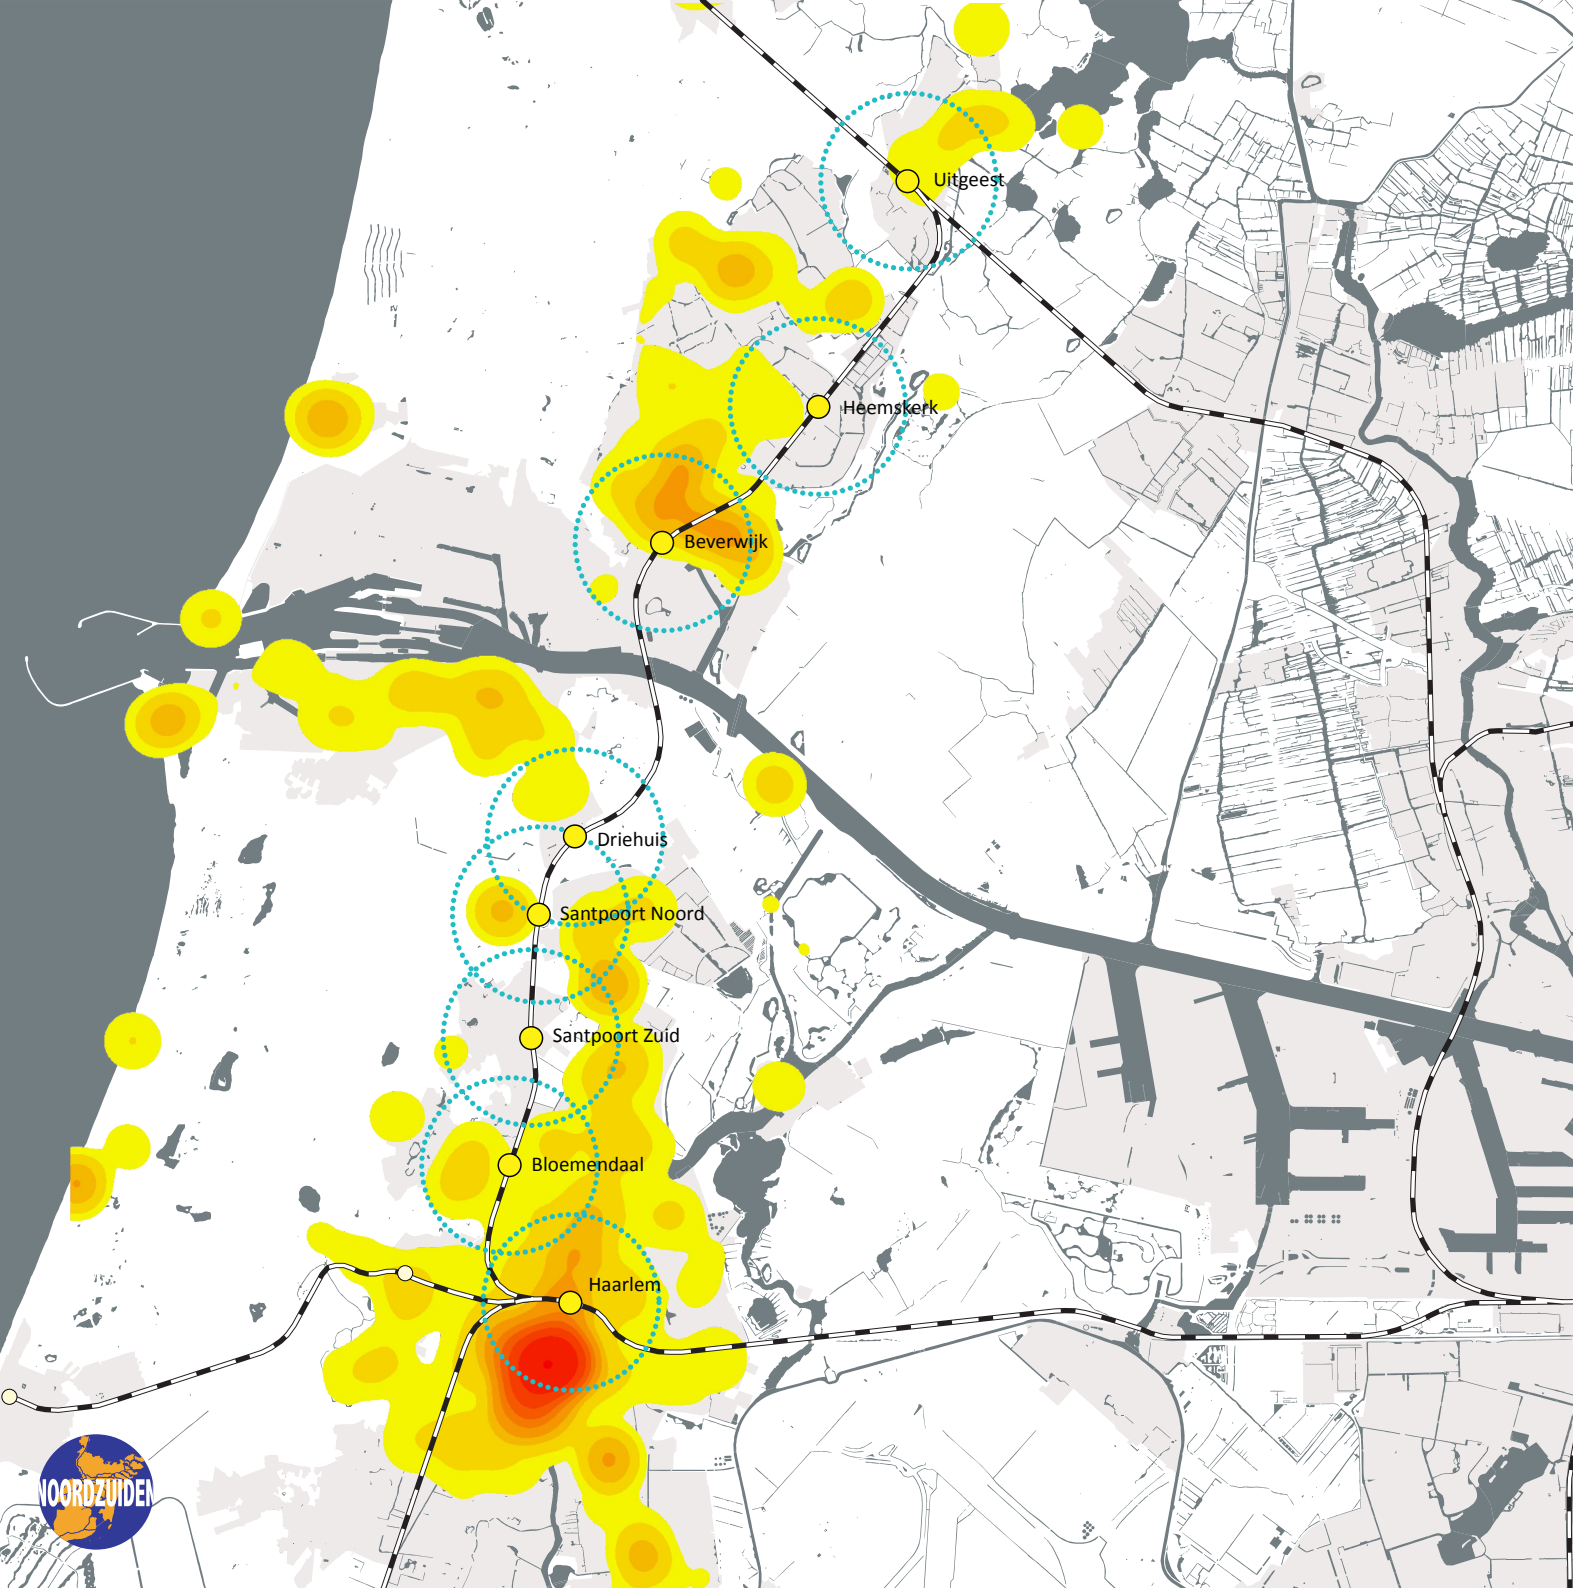 Uitgeest
Heemskerk
Beverwijk
Driehuis
Santpoort Noord
Santpoort Zuid
Bloemendaal
Haarlem
NOORDZUIDEN